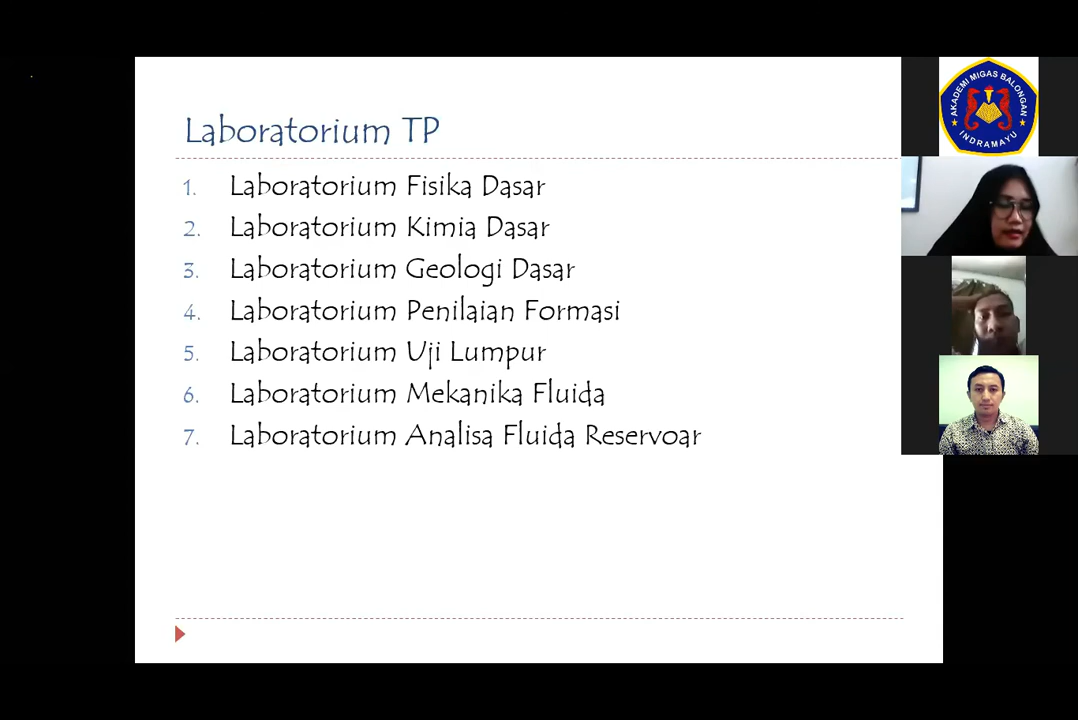 Laboratorium TP
1. Laboratorium Fisika Dasar
2. Laboratorium Kimia Dasar
3. Laboratorium Geologi Dasar
4. Laboratorium Penilaian Formasi
5. Laboratorium Uji Lumpur
6. Laboratorium Mekanika Fluida
7. Laboratorium Analisa Fluida Reservoar
AKADEMI MIGAS BALONGAN
INDRAMAYU